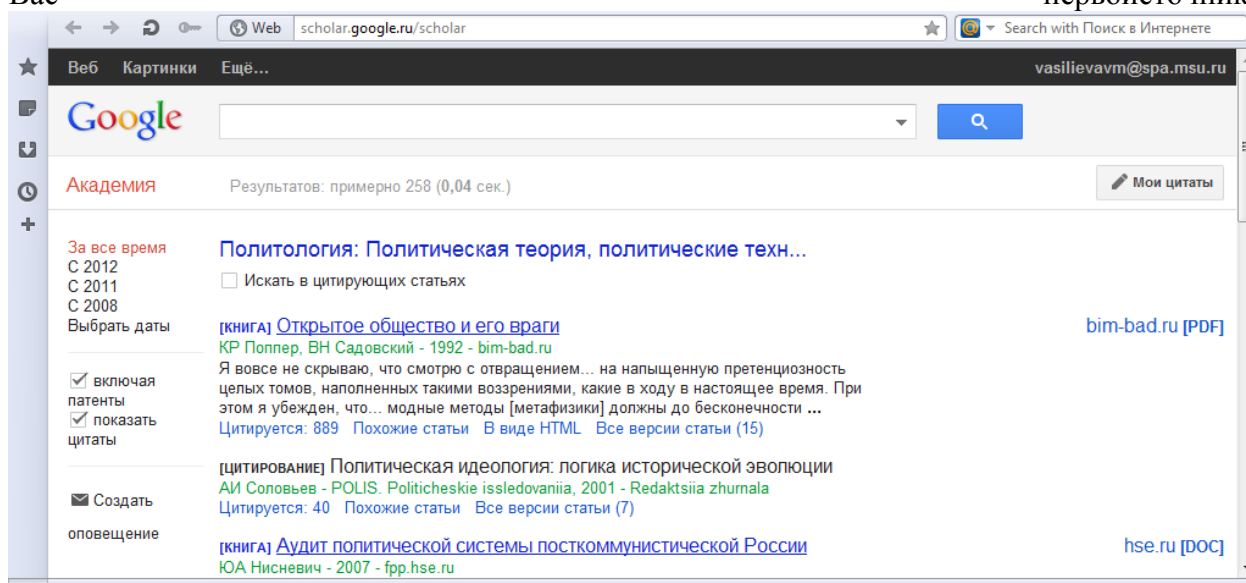 Вас первоисточника
Web scholar.google.ru/scholar Search with Поиск в Интернете
Веб Картинки Ещё... vasilievavm@spa.msu.ru
Google
Академия Результатов: примерно 258 (0,04 сек.) Мои цитаты
За все время
С 2012
С 2011
С 2008
Выбрать даты
включая
патенты
показать
цитаты
Создать
оповещение
Политология: Политическая теория, политические техн...
Искать в цитирующих статьях
[КНИГА] Открытое общество и его враги bim-bad.ru [PDF]
КР Поппер, ВН Садовский - 1992 - bim-bad.ru
Я вовсе не скрываю, что смотрю с отвращением... на напыщенную претенциозность
целых томов, наполненных такими воззрениями, какие в ходу в настоящее время. При
этом я убежден, что... модные методы [метафизики] должны до бесконечности ...
Цитируется: 889 Похожие статьи В виде HTML Все версии статьи (15)
[ЦИТИРОВАНИЕ] Политическая идеология: логика исторической эволюции
АИ Соловьев - POLIS. Politicheskie issledovaniia, 2001 - Redaktsiia zhurnala
Цитируется: 40 Похожие статьи Все версии статьи (7)
[КНИГА] Аудит политической системы посткоммунистической России hse.ru [DOC]
ЮА Нисневич - 2007 - fpp.hse.ru